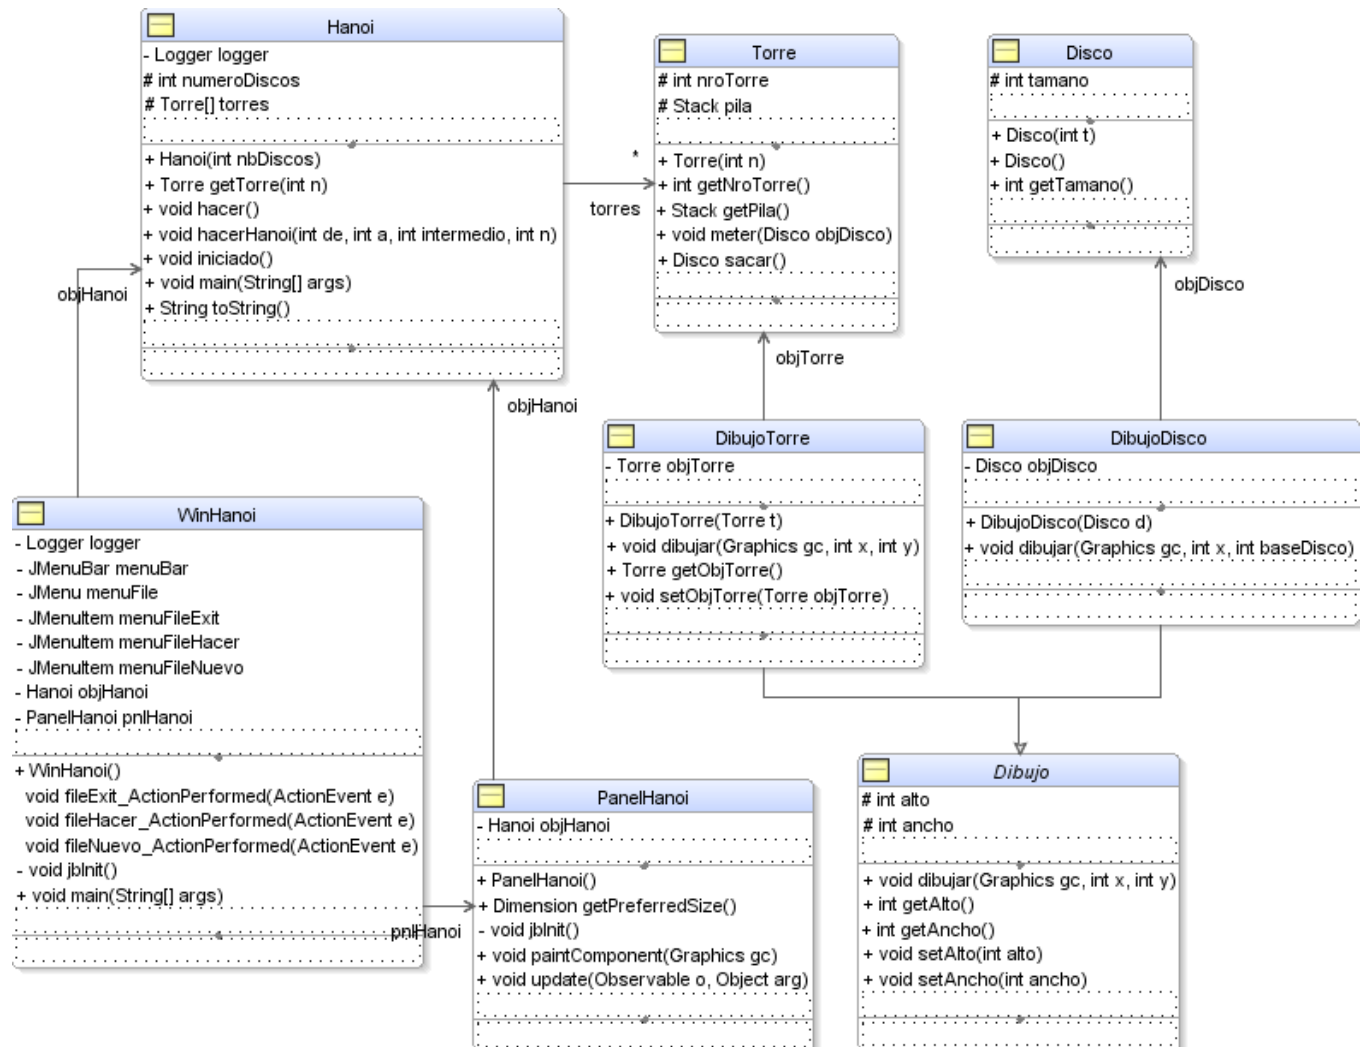 Hanoi
- Logger logger
# int numeroDiscos
# Torre[] torres
+ Hanoi(int nbDiscos)
+ Torre getTorre(int n)
+ void hacer()
+ void hacerHanoi(int de, int a, int intermedio, int n)
+ void iniciado()
+ void main(String[] args)
+ String toString()
*
torres
Torre
# int nroTorre
# Stack pila
+ Torre(int n)
+ int getNroTorre()
+ Stack getPila()
+ void meter(Disco objDisco)
+ Disco sacar()
Disco
# int tamano
+ Disco(int t)
+ Disco()
+ int getTamano()
objHanoi
objHanoi
objTorre
objDisco
DibujoTorre
- Torre objTorre
+ DibujoTorre(Torre t)
+ void dibujar(Graphics gc, int x, int y)
+ Torre getObjTorre()
+ void setObjTorre(Torre objTorre)
DibujoDisco
- Disco objDisco
+ DibujoDisco(Disco d)
+ void dibujar(Graphics gc, int x, int baseDisco)
WinHanoi
- Logger logger
- JMenuBar menuBar
- JMenu menuFile
- JMenuItem menuFileExit
- JMenuItem menuFileHacer
- JMenuItem menuFileNuevo
- Hanoi objHanoi
- PanelHanoi pnlHanoi
+ WinHanoi()
void fileExit_ActionPerformed(ActionEvent e)
void fileHacer_ActionPerformed(ActionEvent e)
void fileNuevo_ActionPerformed(ActionEvent e)
- void jbInit()
+ void main(String[] args)
pnlHanoi
PanelHanoi
- Hanoi objHanoi
+ PanelHanoi()
+ Dimension getPreferredSize()
- void jbInit()
+ void paintComponent(Graphics gc)
+ void update(Observable o, Object arg)
Dibujo
# int alto
# int ancho
+ void dibujar(Graphics gc, int x, int y)
+ int getAlto()
+ int getAncho()
+ void setAlto(int alto)
+ void setAncho(int ancho)